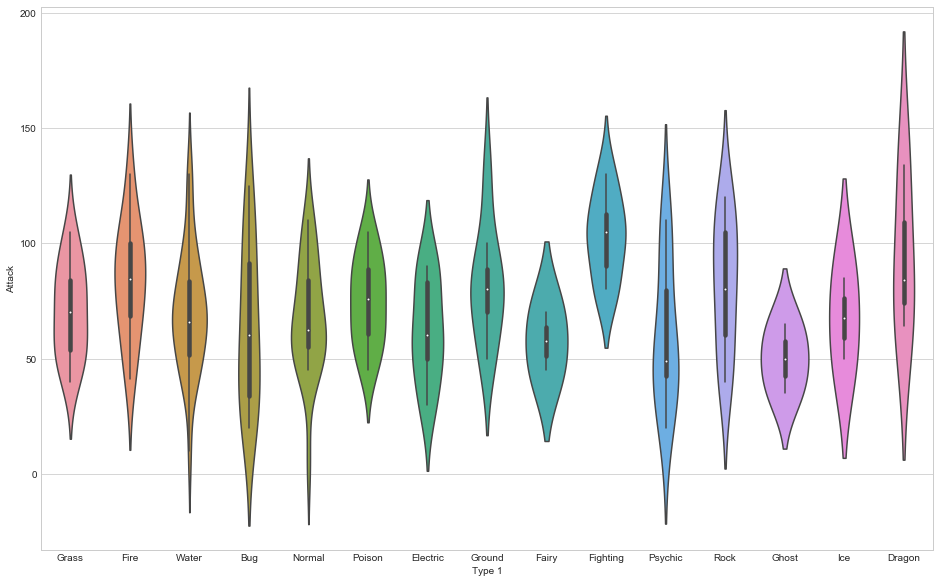 200
150
100
50
0
Attack
Grass Fire Water Bug Normal Poison Electric Ground Fairy Fighting Psychic Rock Ghost Ice Dragon
Type 1